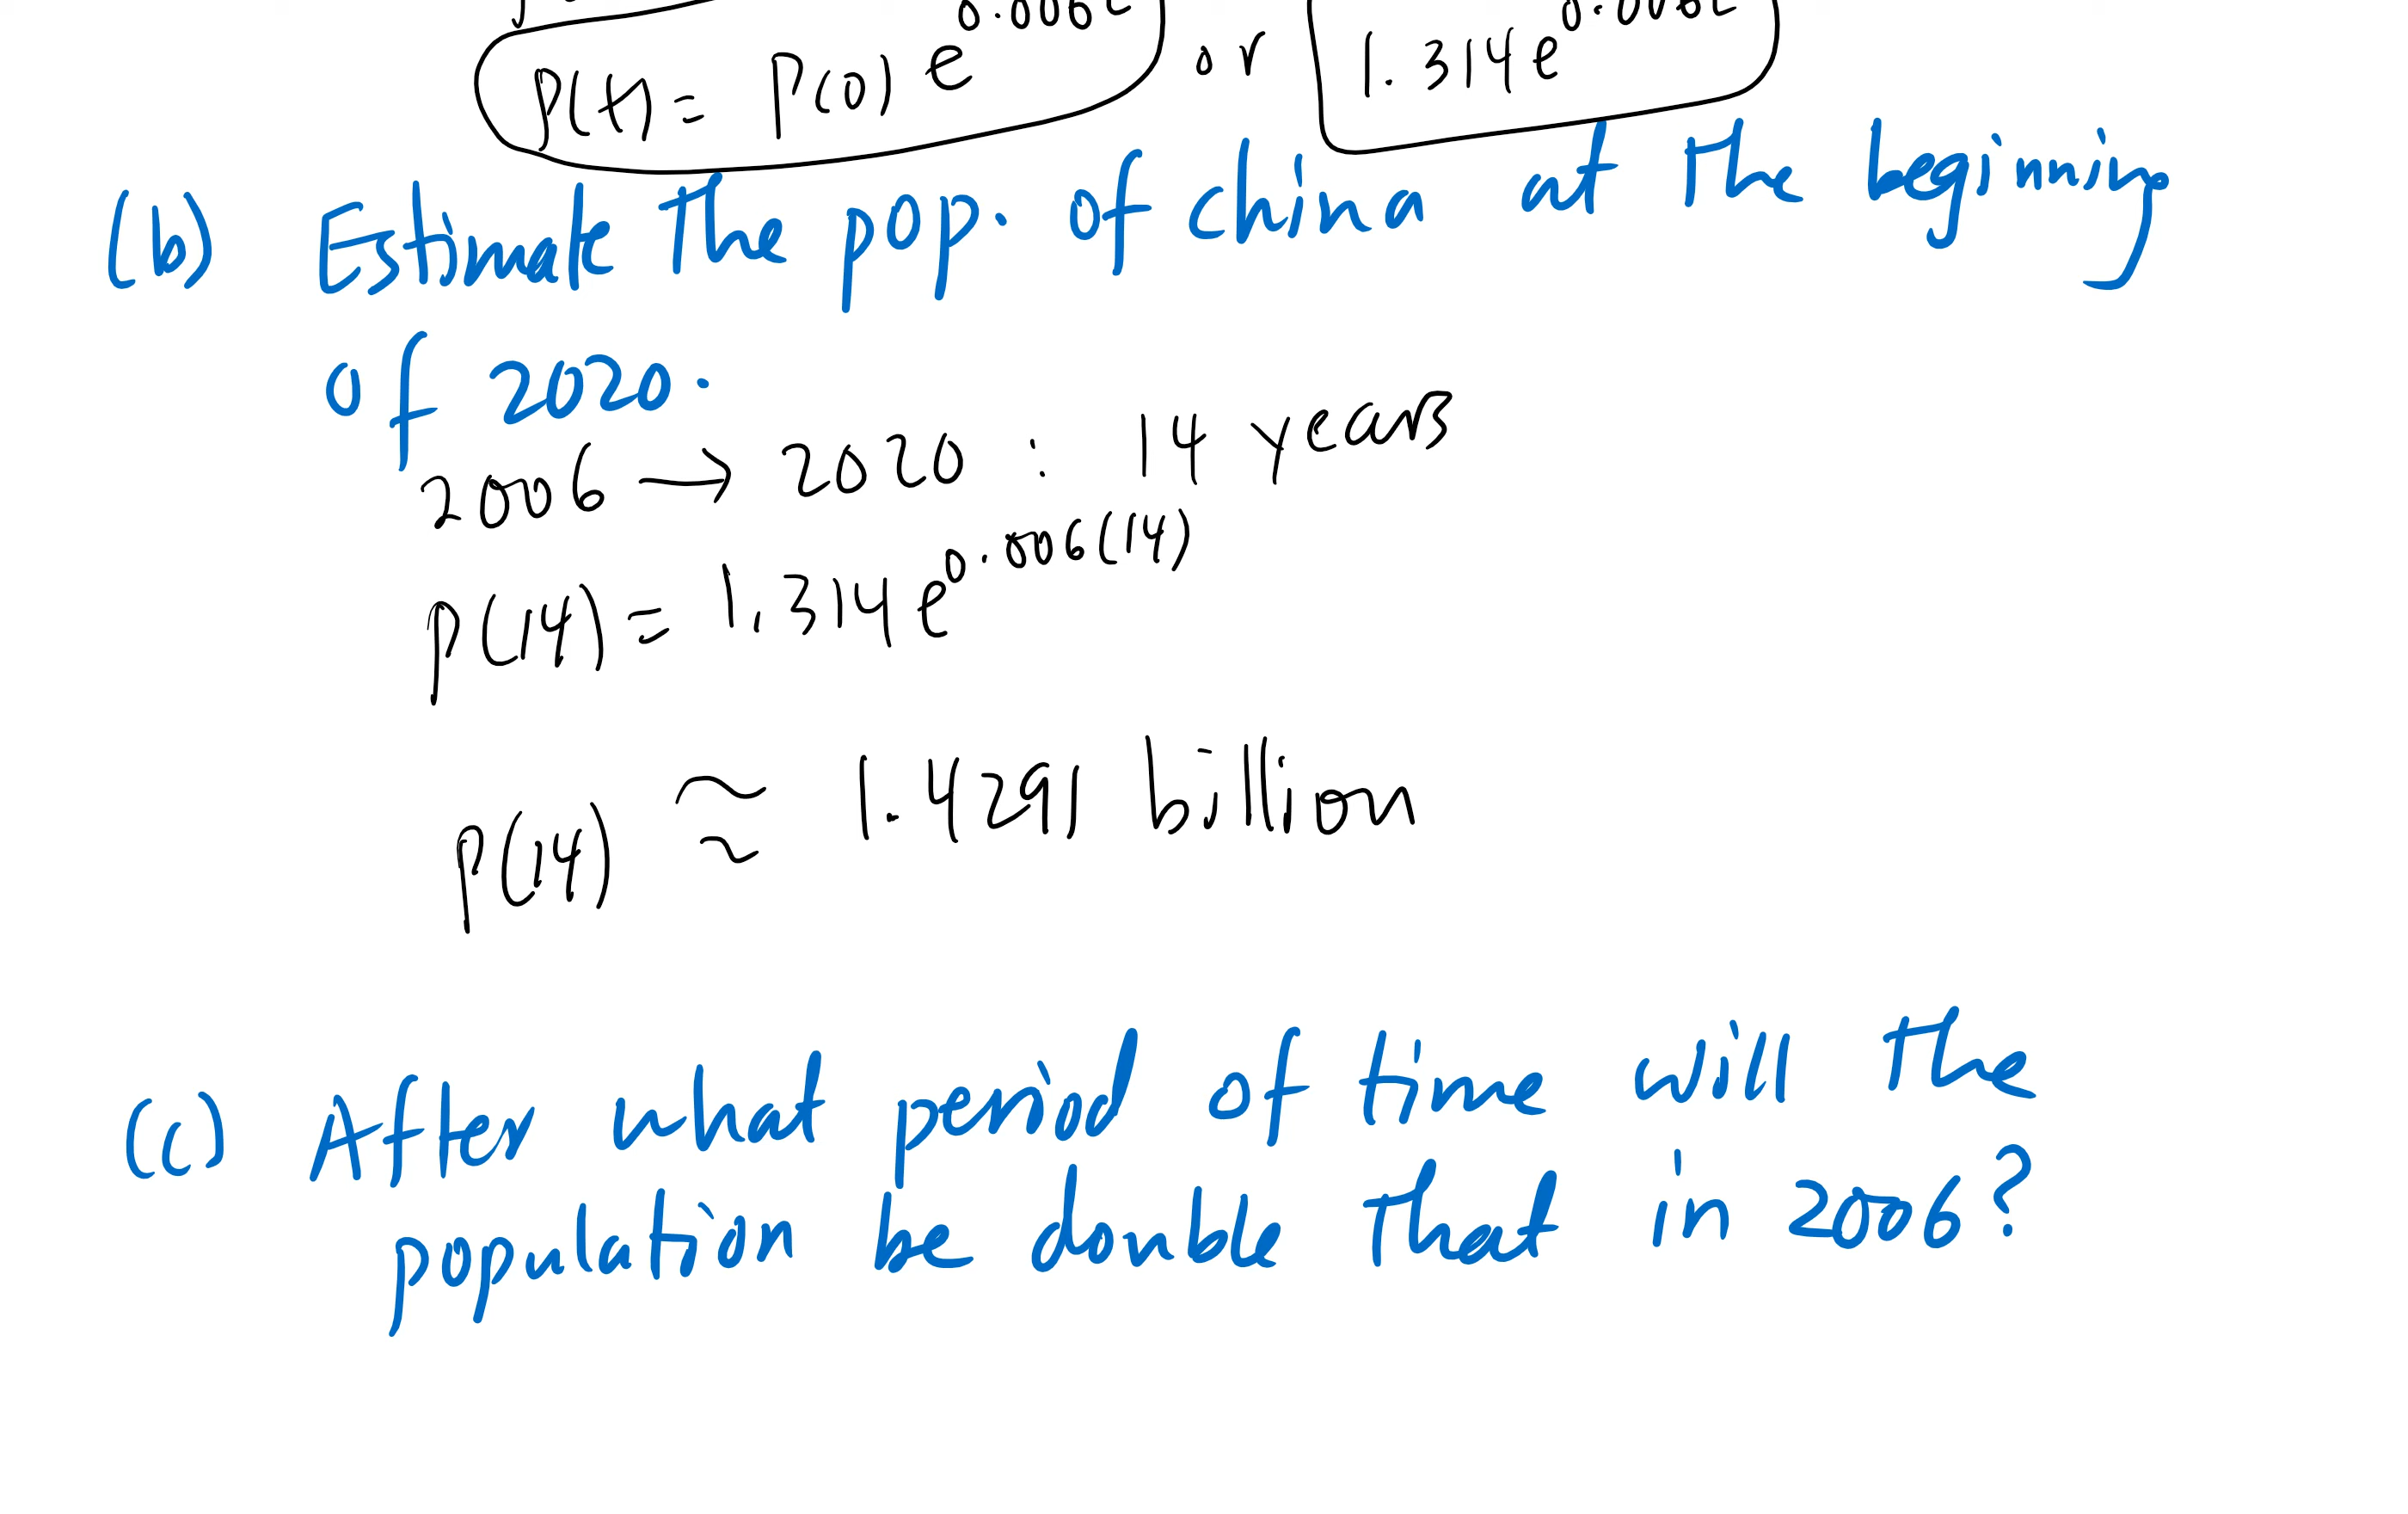 P(t) = P(0) e^0.006t or 1.314e^0.006t
(b) Estimate the pop. of china at the beginning
of 2020.
2006 → 2020 : 14 years
P(14) = 1.314 e^0.006(14)
P(14) ≈ 1.4291 billion
(c) After what period of time will the
population be double that in 2006?